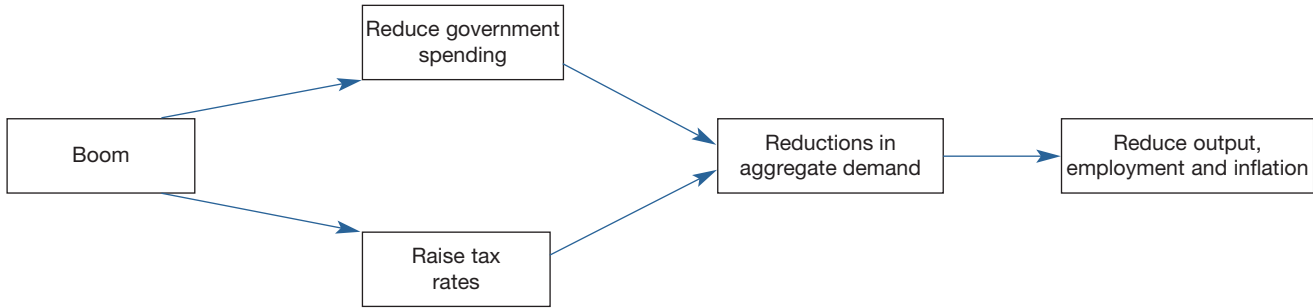 Reduce government
spending
Boom
Reductions in
aggregate demand
Reduce output,
employment and inflation
Raise tax
rates